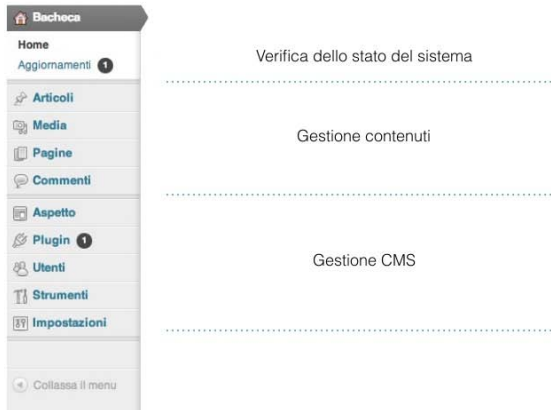 Bacheca
Home
Aggiornamenti 1
Verifica dello stato del sistema
Articoli
Media
Gestione contenuti
Pagine
Commenti
Aspetto
Plugin 1
Utenti
Gestione CMS
Strumenti
Impostazioni
Collassa il menu